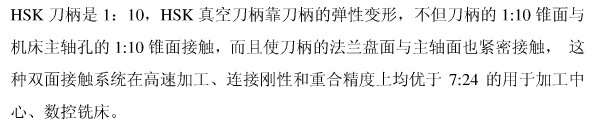 HSK 刀柄是 1：10，HSK 真空刀柄靠刀柄的弹性变形，不但刀柄的 1:10 锥面与
机床主轴孔的 1:10 锥面接触，而且使刀柄的法兰盘面与主轴面也紧密接触， 这
种双面接触系统在高速加工、连接刚性和重合精度上均优于 7:24 的用于加工中
心、数控铣床。